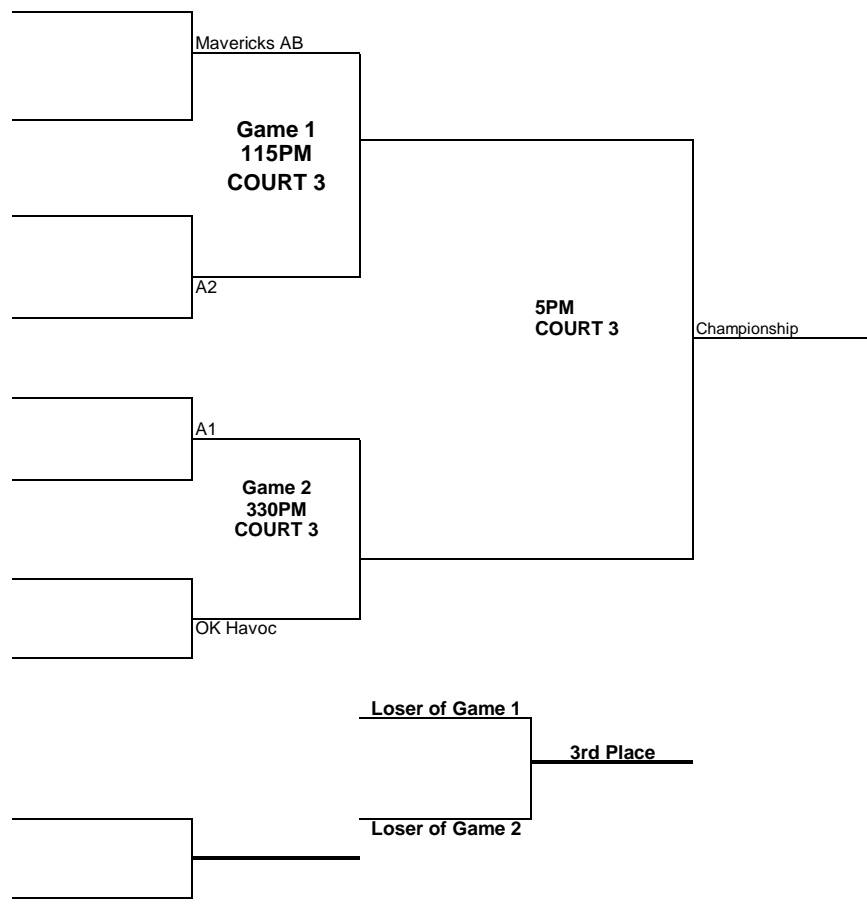 Mavericks AB
Game 1
115PM
COURT 3
A2
5PM
COURT 3
Championship
A1
Game 2
330PM
COURT 3
OK Havoc
Loser of Game 1
3rd Place
Loser of Game 2